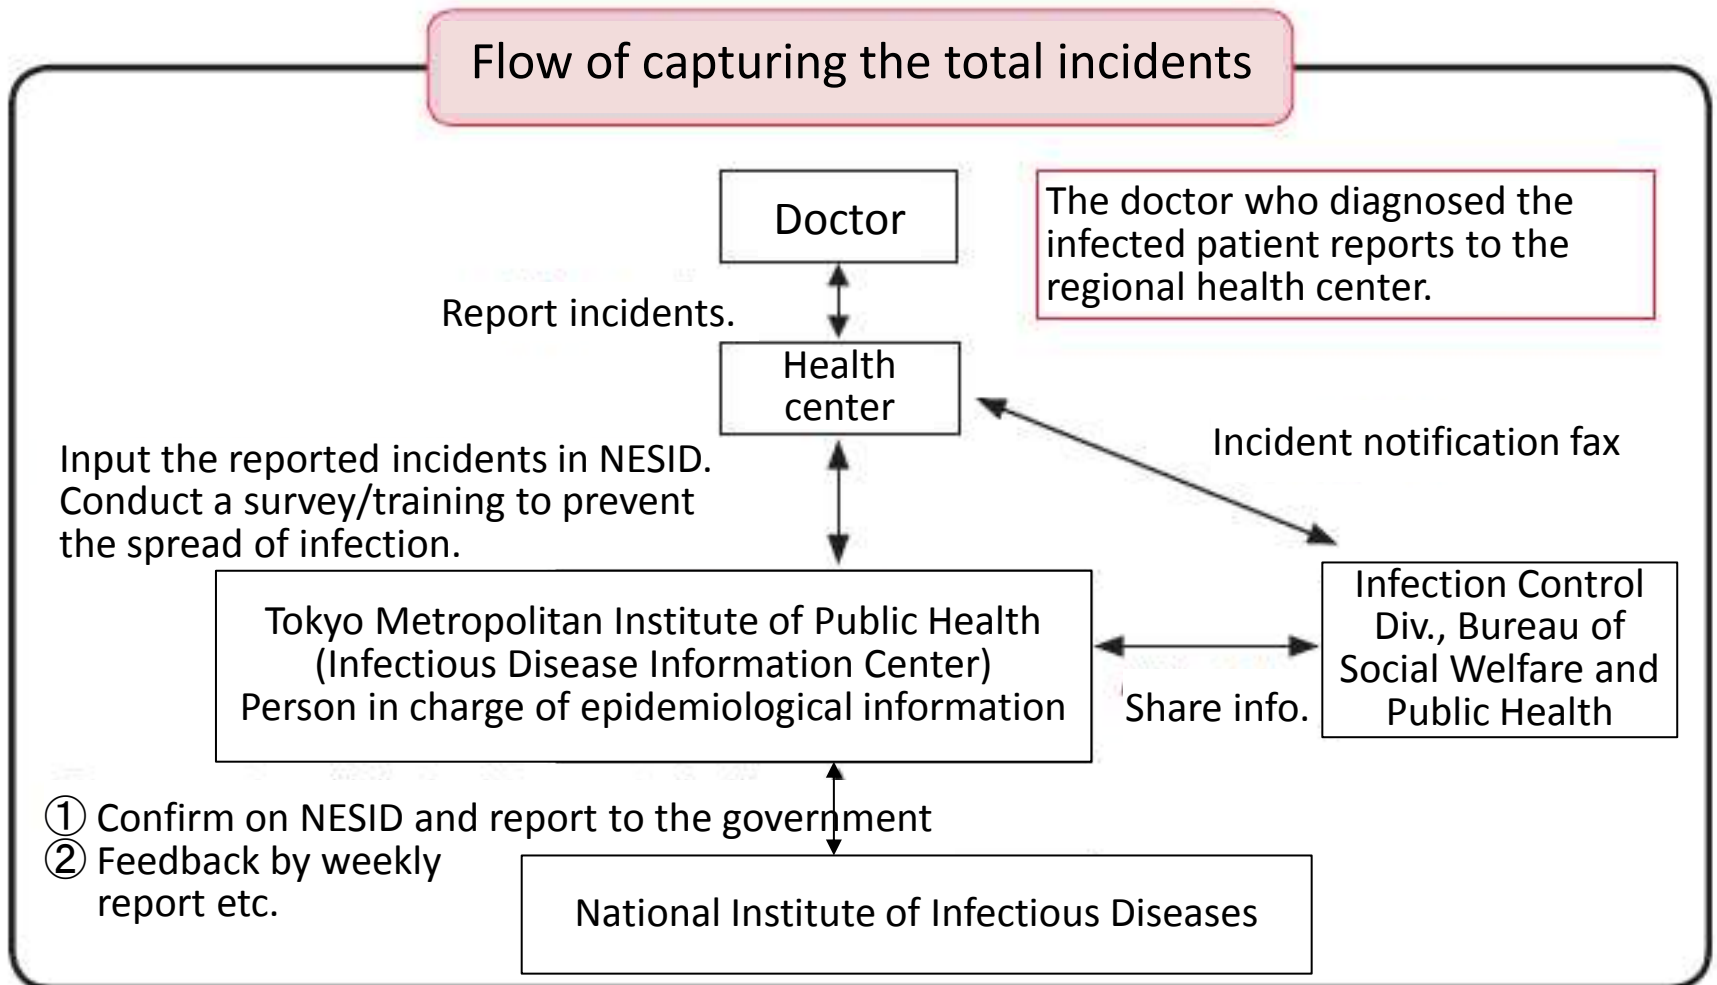 Flow of capturing the total incidents
Doctor
The doctor who diagnosed the
infected patient reports to the
regional health center.
Report incidents.
Health
center
Incident notification fax
Input the reported incidents in NESID.
Conduct a survey/training to prevent
the spread of infection.
Tokyo Metropolitan Institute of Public Health
(Infectious Disease Information Center)
Person in charge of epidemiological information
Share info.
Infection Control
Div., Bureau of
Social Welfare and
Public Health
① Confirm on NESID and report to the government
② Feedback by weekly
report etc.
National Institute of Infectious Diseases